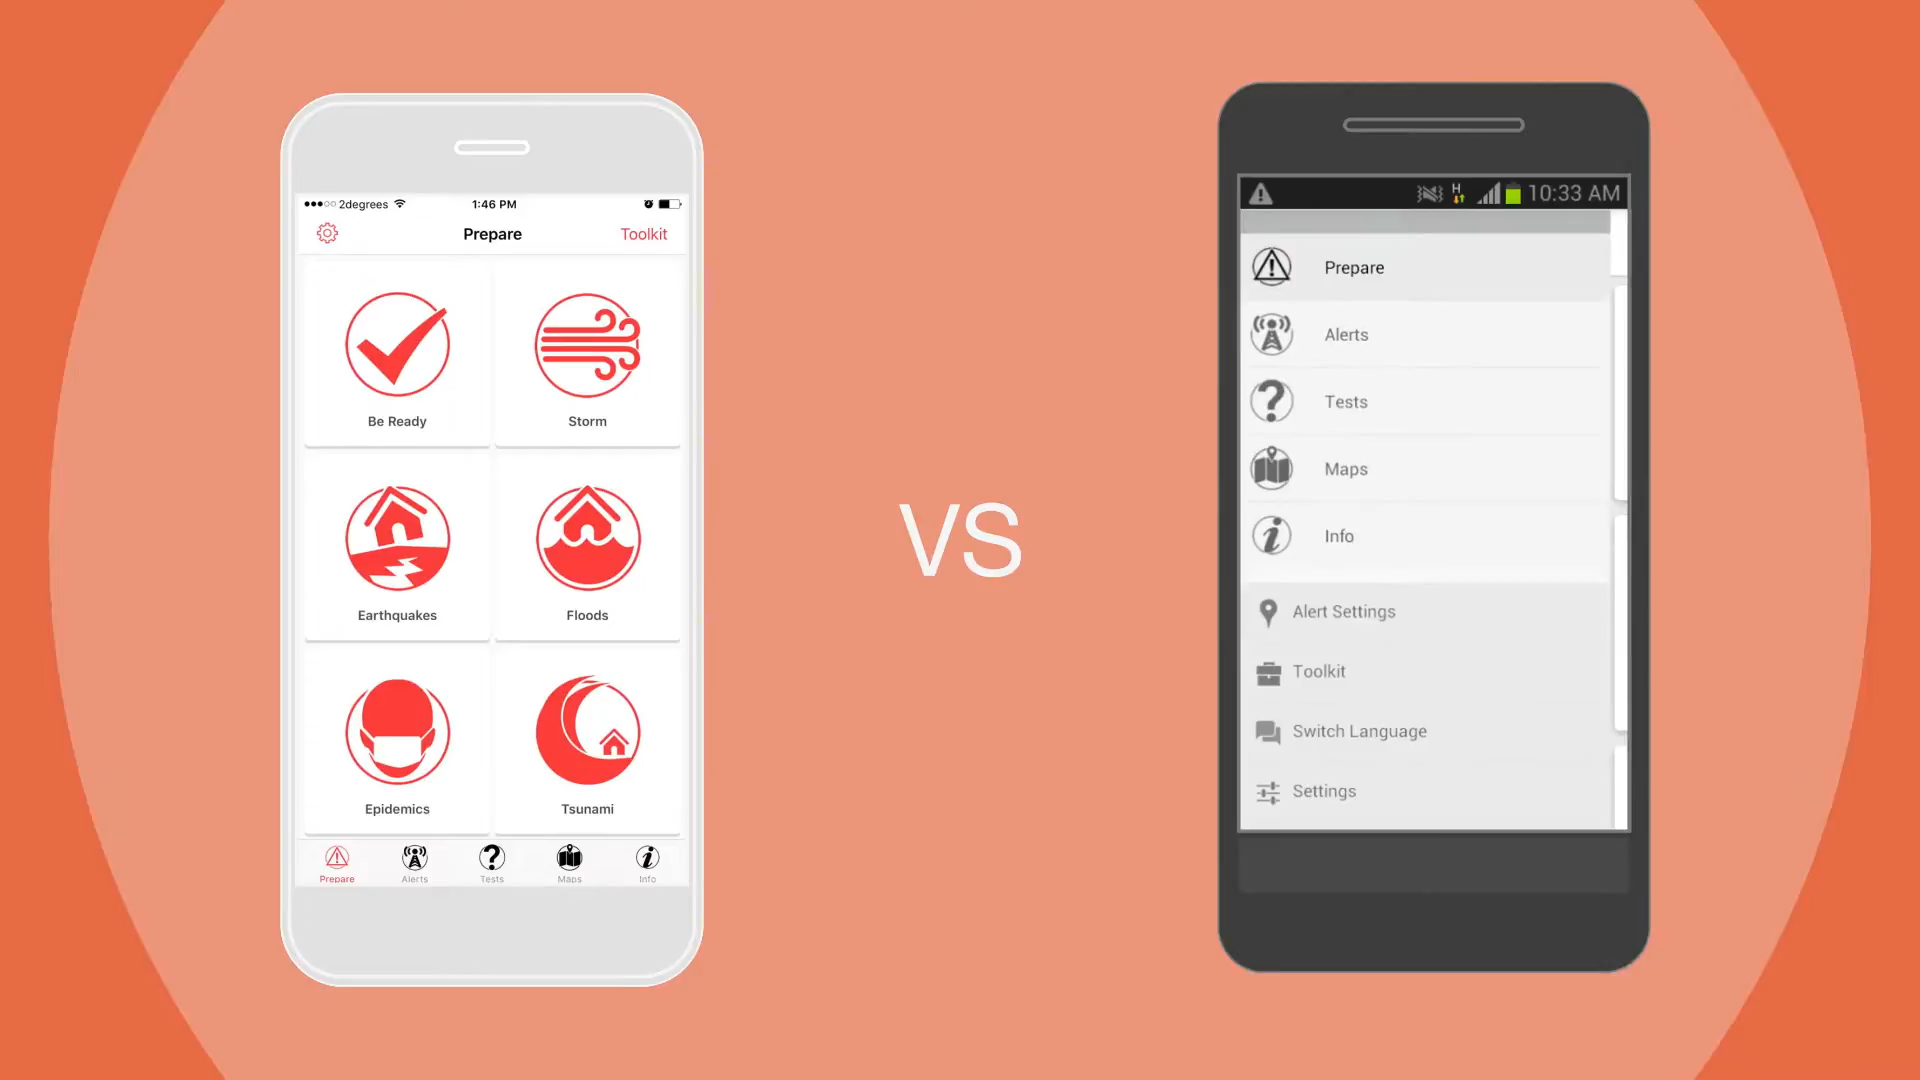 2degrees 1:46 PM
Prepare Toolkit
Be Ready Storm
Earthquakes Floods
Epidemics Tsunami
Prepare Alerts Tests Maps Info
VS
H 10:33 AM
Prepare
Alerts
Tests
Maps
Info
Alert Settings
Toolkit
Switch Language
Settings